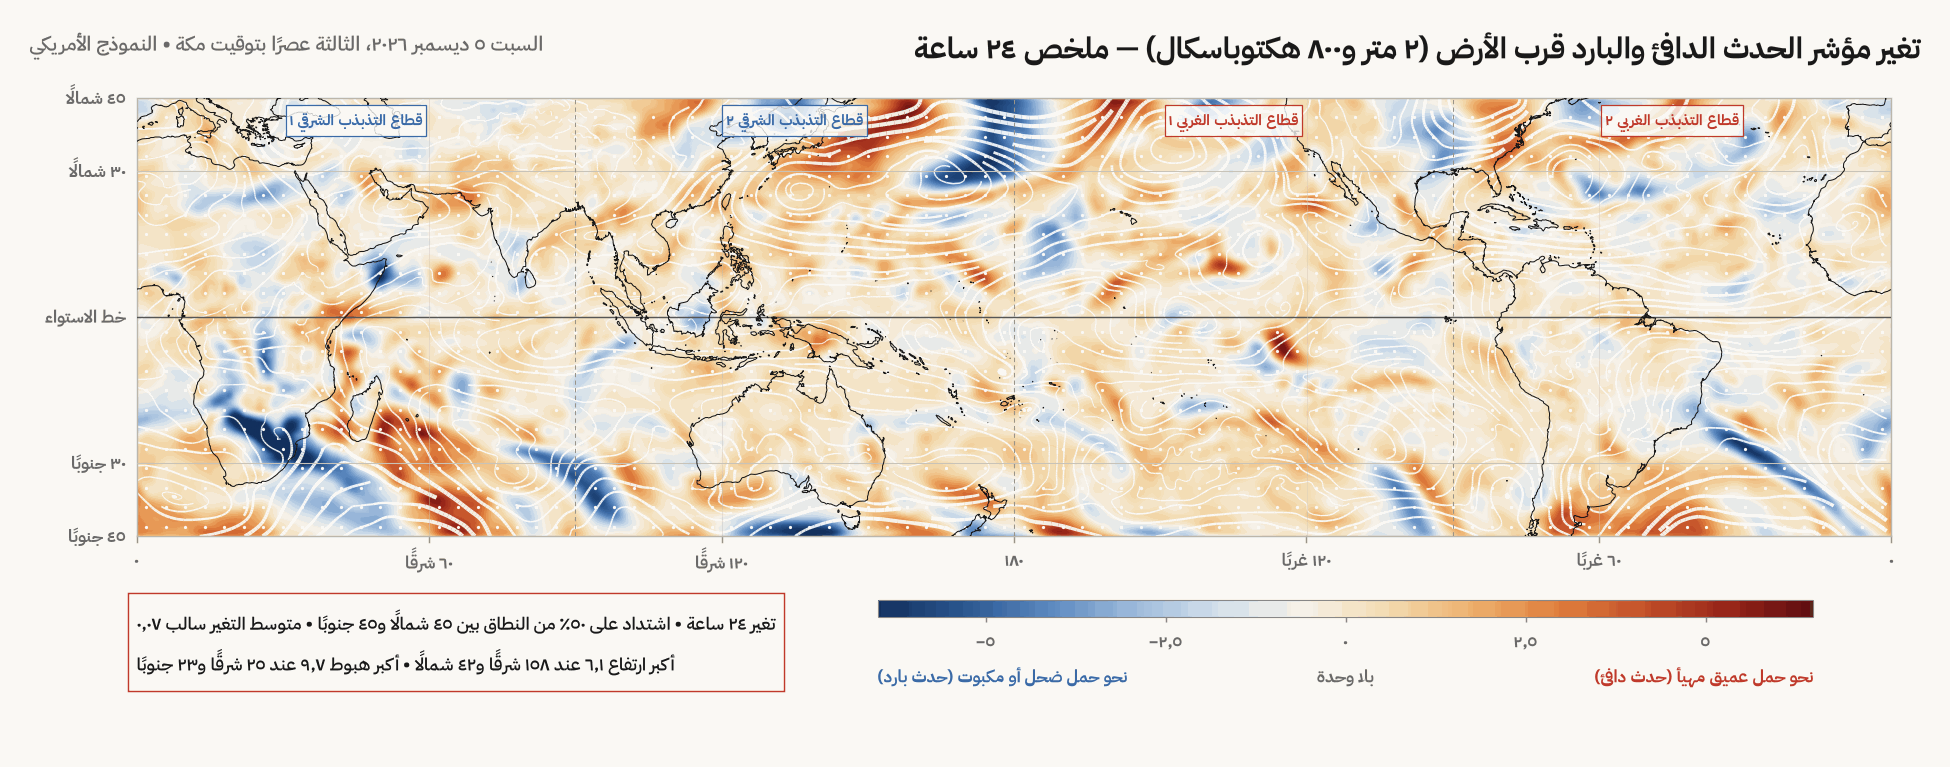 تغير مؤشر الحدث الدافئ والبارد قرب الأرض (٢ متر و٨٠٠ هكتوباسكال) — ملخص ٢٤ ساعة
السبت ٥ ديسمبر ٢٠٢٦، الثالثة عصرًا بتوقيت مكة • النموذج الأمريكي
قطاع التذبذب الشرقي ١
قطاع التذبذب الشرقي ٢
قطاع التذبذب الغربي ١
قطاع التذبذب الغربي ٢
٤٥ شمالًا
٣٠ شمالًا
خط الاستواء
٣٠ جنوبًا
٤٥ جنوبًا
٠
٦٠ شرقًا
١٢٠ شرقًا
١٨٠
١٢٠ غربًا
٦٠ غربًا
٠
تغير ٢٤ ساعة • اشتداد على ٥٠٪ من النطاق بين ٤٥ شمالًا و٤٥ جنوبًا • متوسط التغير سالب ٠٫٠٧
أكبر ارتفاع ٦٫١ عند ١٥٨ شرقًا و٤٢ شمالًا • أكبر هبوط ٩٫٧ عند ٢٥ شرقًا و٢٣ جنوبًا
−٥
−٢٫٥
٠
٢٫٥
٥
نحو حمل ضحل أو مكبوت (حدث بارد)
بلا وحدة
نحو حمل عميق مهيأ (حدث دافئ)